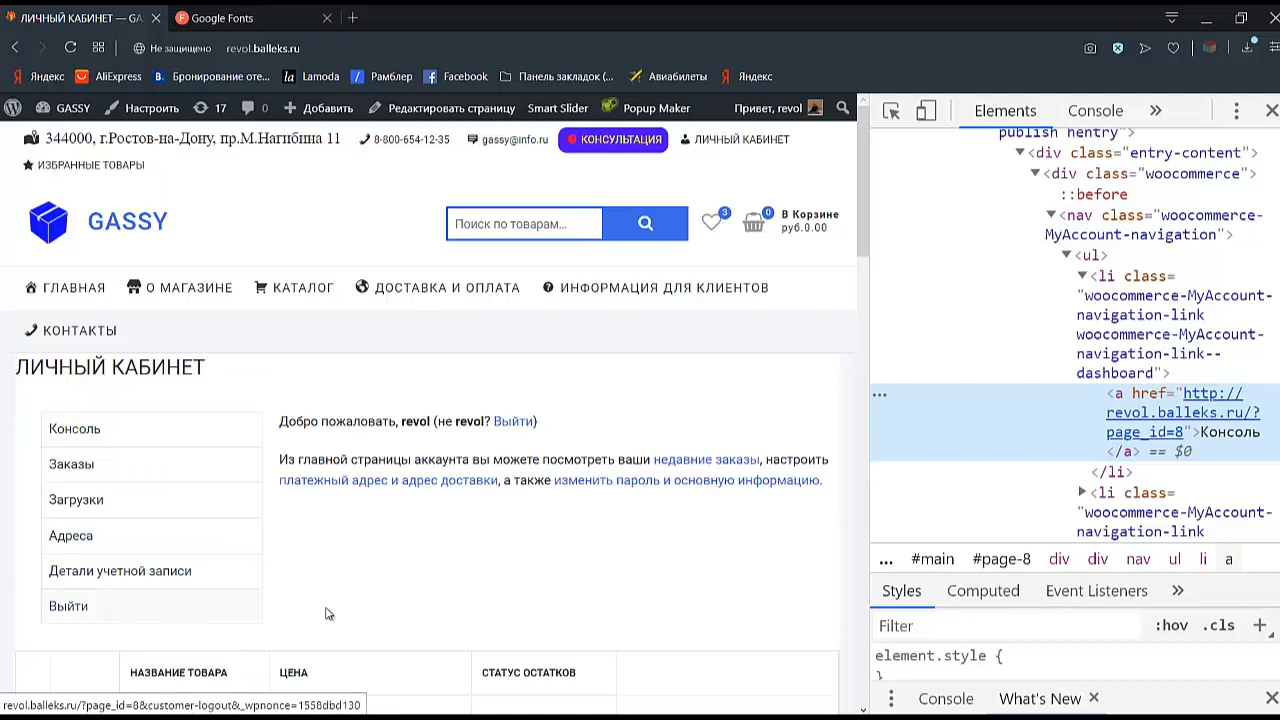 ЛИЧНЫЙ КАБИНЕТ — GA
Google Fonts
Не защищено revol.balleks.ru
Яндекс AliExpress Бронирование оте... Lamoda Рамблер Facebook Панель закладок (... Авиабилеты Яндекс
GASSY Настроить 17 0 Добавить Редактировать страницу Smart Slider Popup Maker Привет, revol
344000, г.Ростов-на-Дону, пр.М.Нагибина 11 8-800-654-12-35 gassy@info.ru КОНСУЛЬТАЦИЯ ЛИЧНЫЙ КАБИНЕТ
ИЗБРАННЫЕ ТОВАРЫ
GASSY
Поиск по товарам...
3
0
В Корзине
руб.0.00
ГЛАВНАЯ О МАГАЗИНЕ КАТАЛОГ ДОСТАВКА И ОПЛАТА ИНФОРМАЦИЯ ДЛЯ КЛИЕНТОВ
КОНТАКТЫ
ЛИЧНЫЙ КАБИНЕТ
Консоль
Заказы
Загрузки
Адреса
Детали учетной записи
Выйти
Добро пожаловать, revol (не revol? Выйти)
Из главной страницы аккаунта вы можете посмотреть ваши недавние заказы, настроить
платежный адрес и адрес доставки, а также изменить пароль и основную информацию.
НАЗВАНИЕ ТОВАРА ЦЕНА СТАТУС ОСТАТКОВ
revol.balleks.ru/?page_id=8&customer-logout&_wpnonce=1558dbd130
Elements Console »
publish hentry">
<div class="entry-content">
<div class="woocommerce">
::before
<nav class="woocommerce-
MyAccount-navigation">
<ul>
<li class=
"woocommerce-MyAccount-
navigation-link
woocommerce-MyAccount-
navigation-link--
dashboard">
<a href="http://
revol.balleks.ru/?
page_id=8">Консоль
</a> == $0
</li>
<li class=
"woocommerce-MyAccount-
navigation-link
... #main #page-8 div div nav ul li a
Styles Computed Event Listeners »
Filter :hov .cls +
element.style {
}
Console What's New